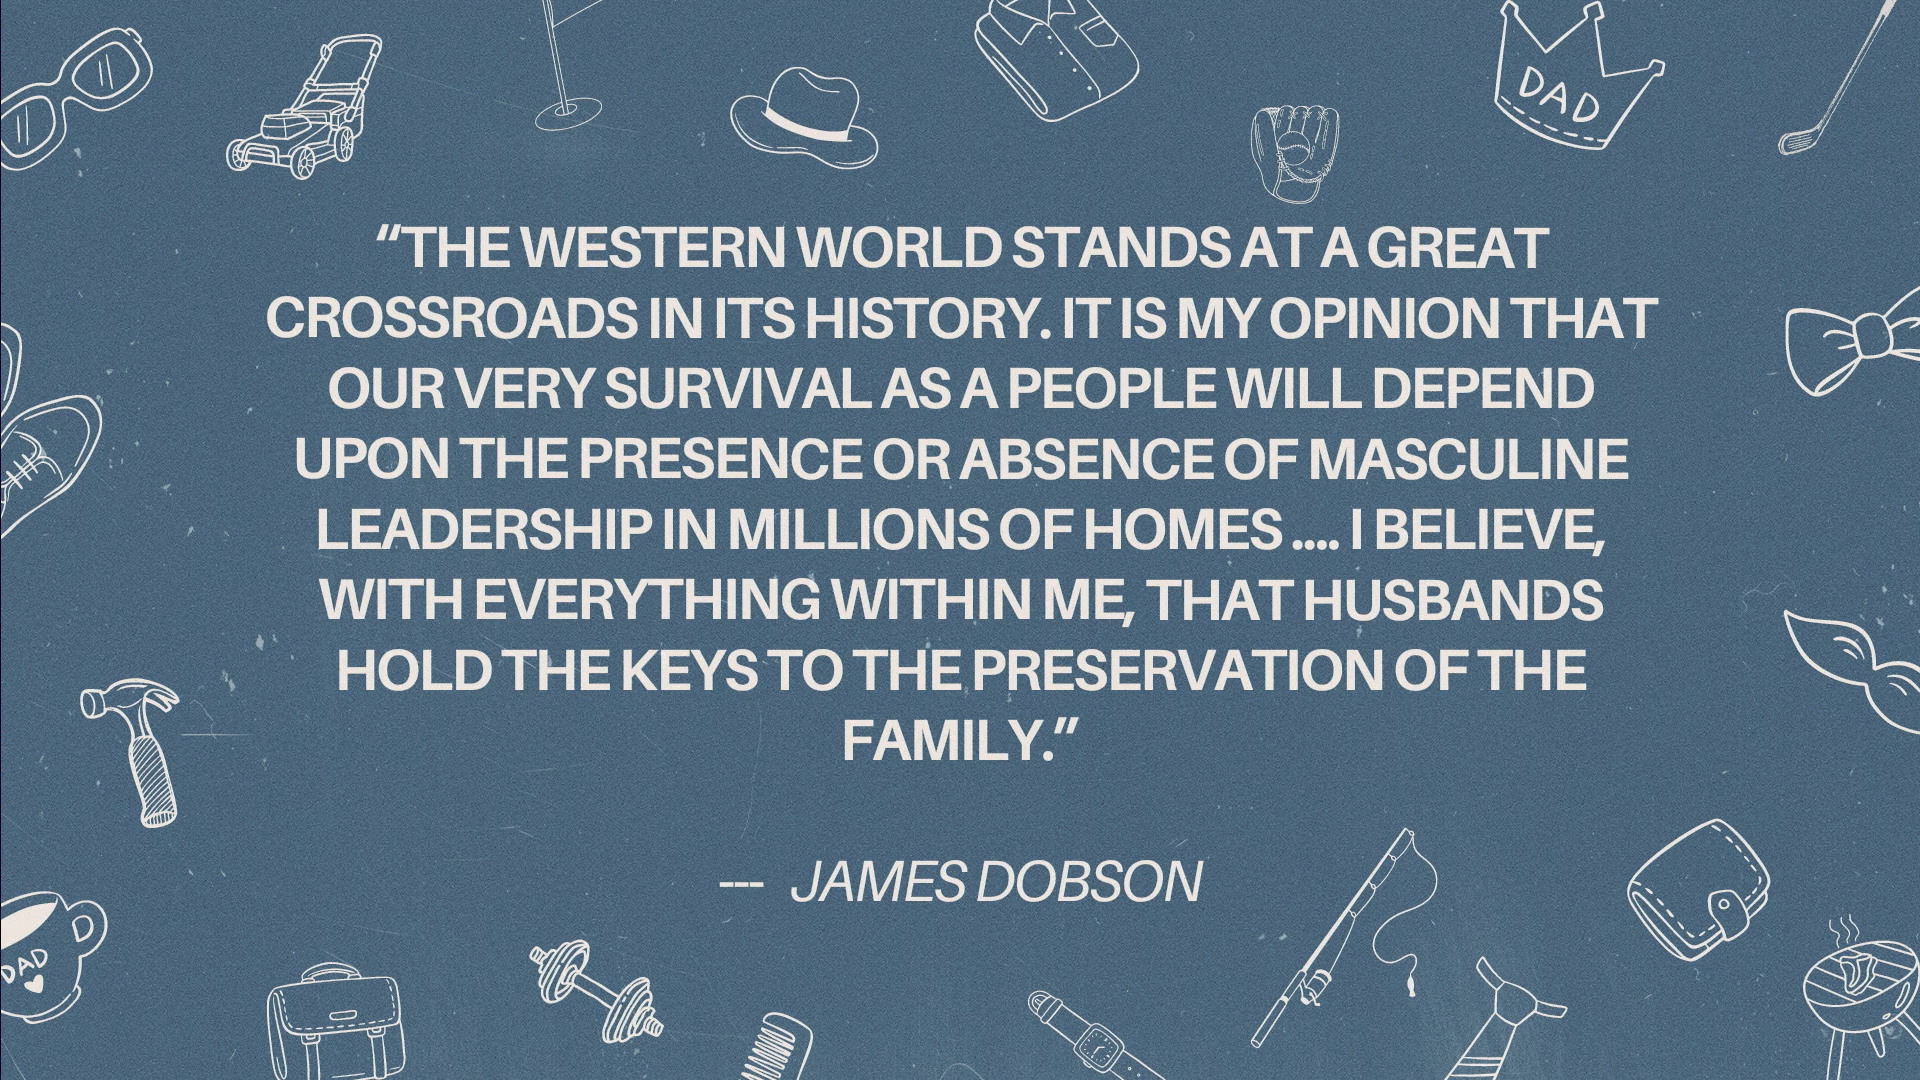 DAD
“THE WESTERN WORLD STANDS AT A GREAT
CROSSROADS IN ITS HISTORY. IT IS MY OPINION THAT
OUR VERY SURVIVAL AS A PEOPLE WILL DEPEND
UPON THE PRESENCE OR ABSENCE OF MASCULINE
LEADERSHIP IN MILLIONS OF HOMES .... I BELIEVE,
WITH EVERYTHING WITHIN ME, THAT HUSBANDS
HOLD THE KEYS TO THE PRESERVATION OF THE
FAMILY.”
--- JAMES DOBSON
DAD